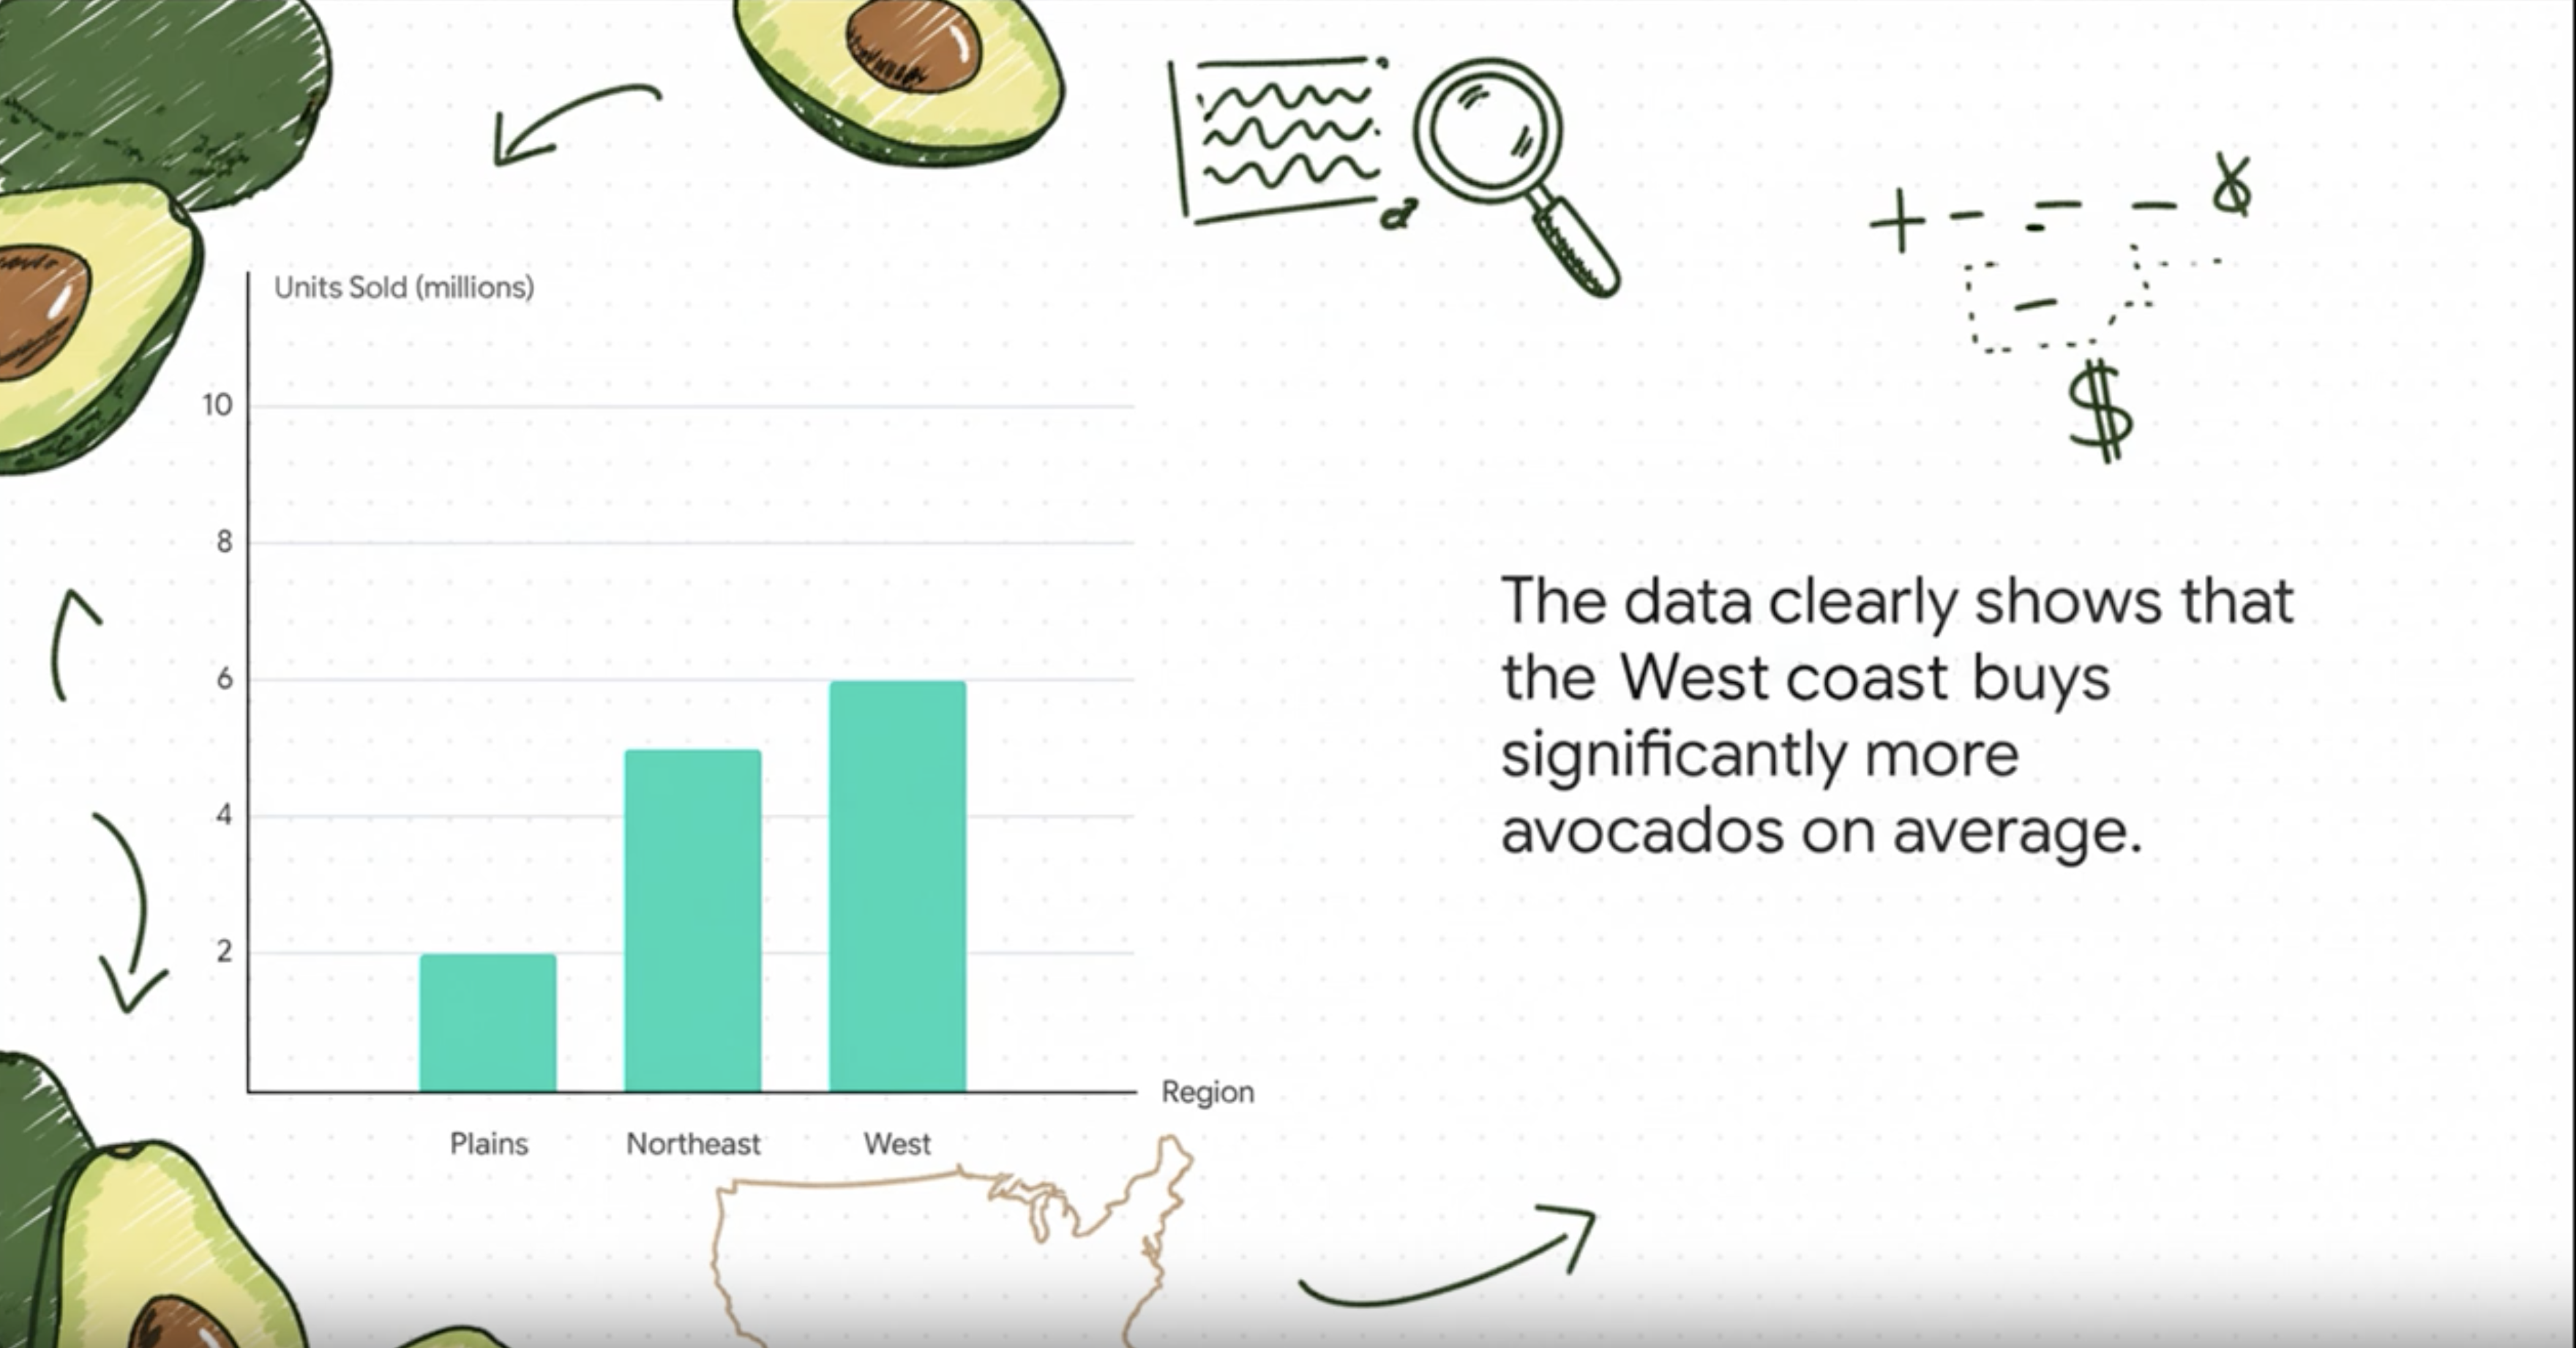 Units Sold (millions)
10
8
6
4
2
Plains Northeast West
Region
$
The data clearly shows that
the West coast buys
significantly more
avocados on average.